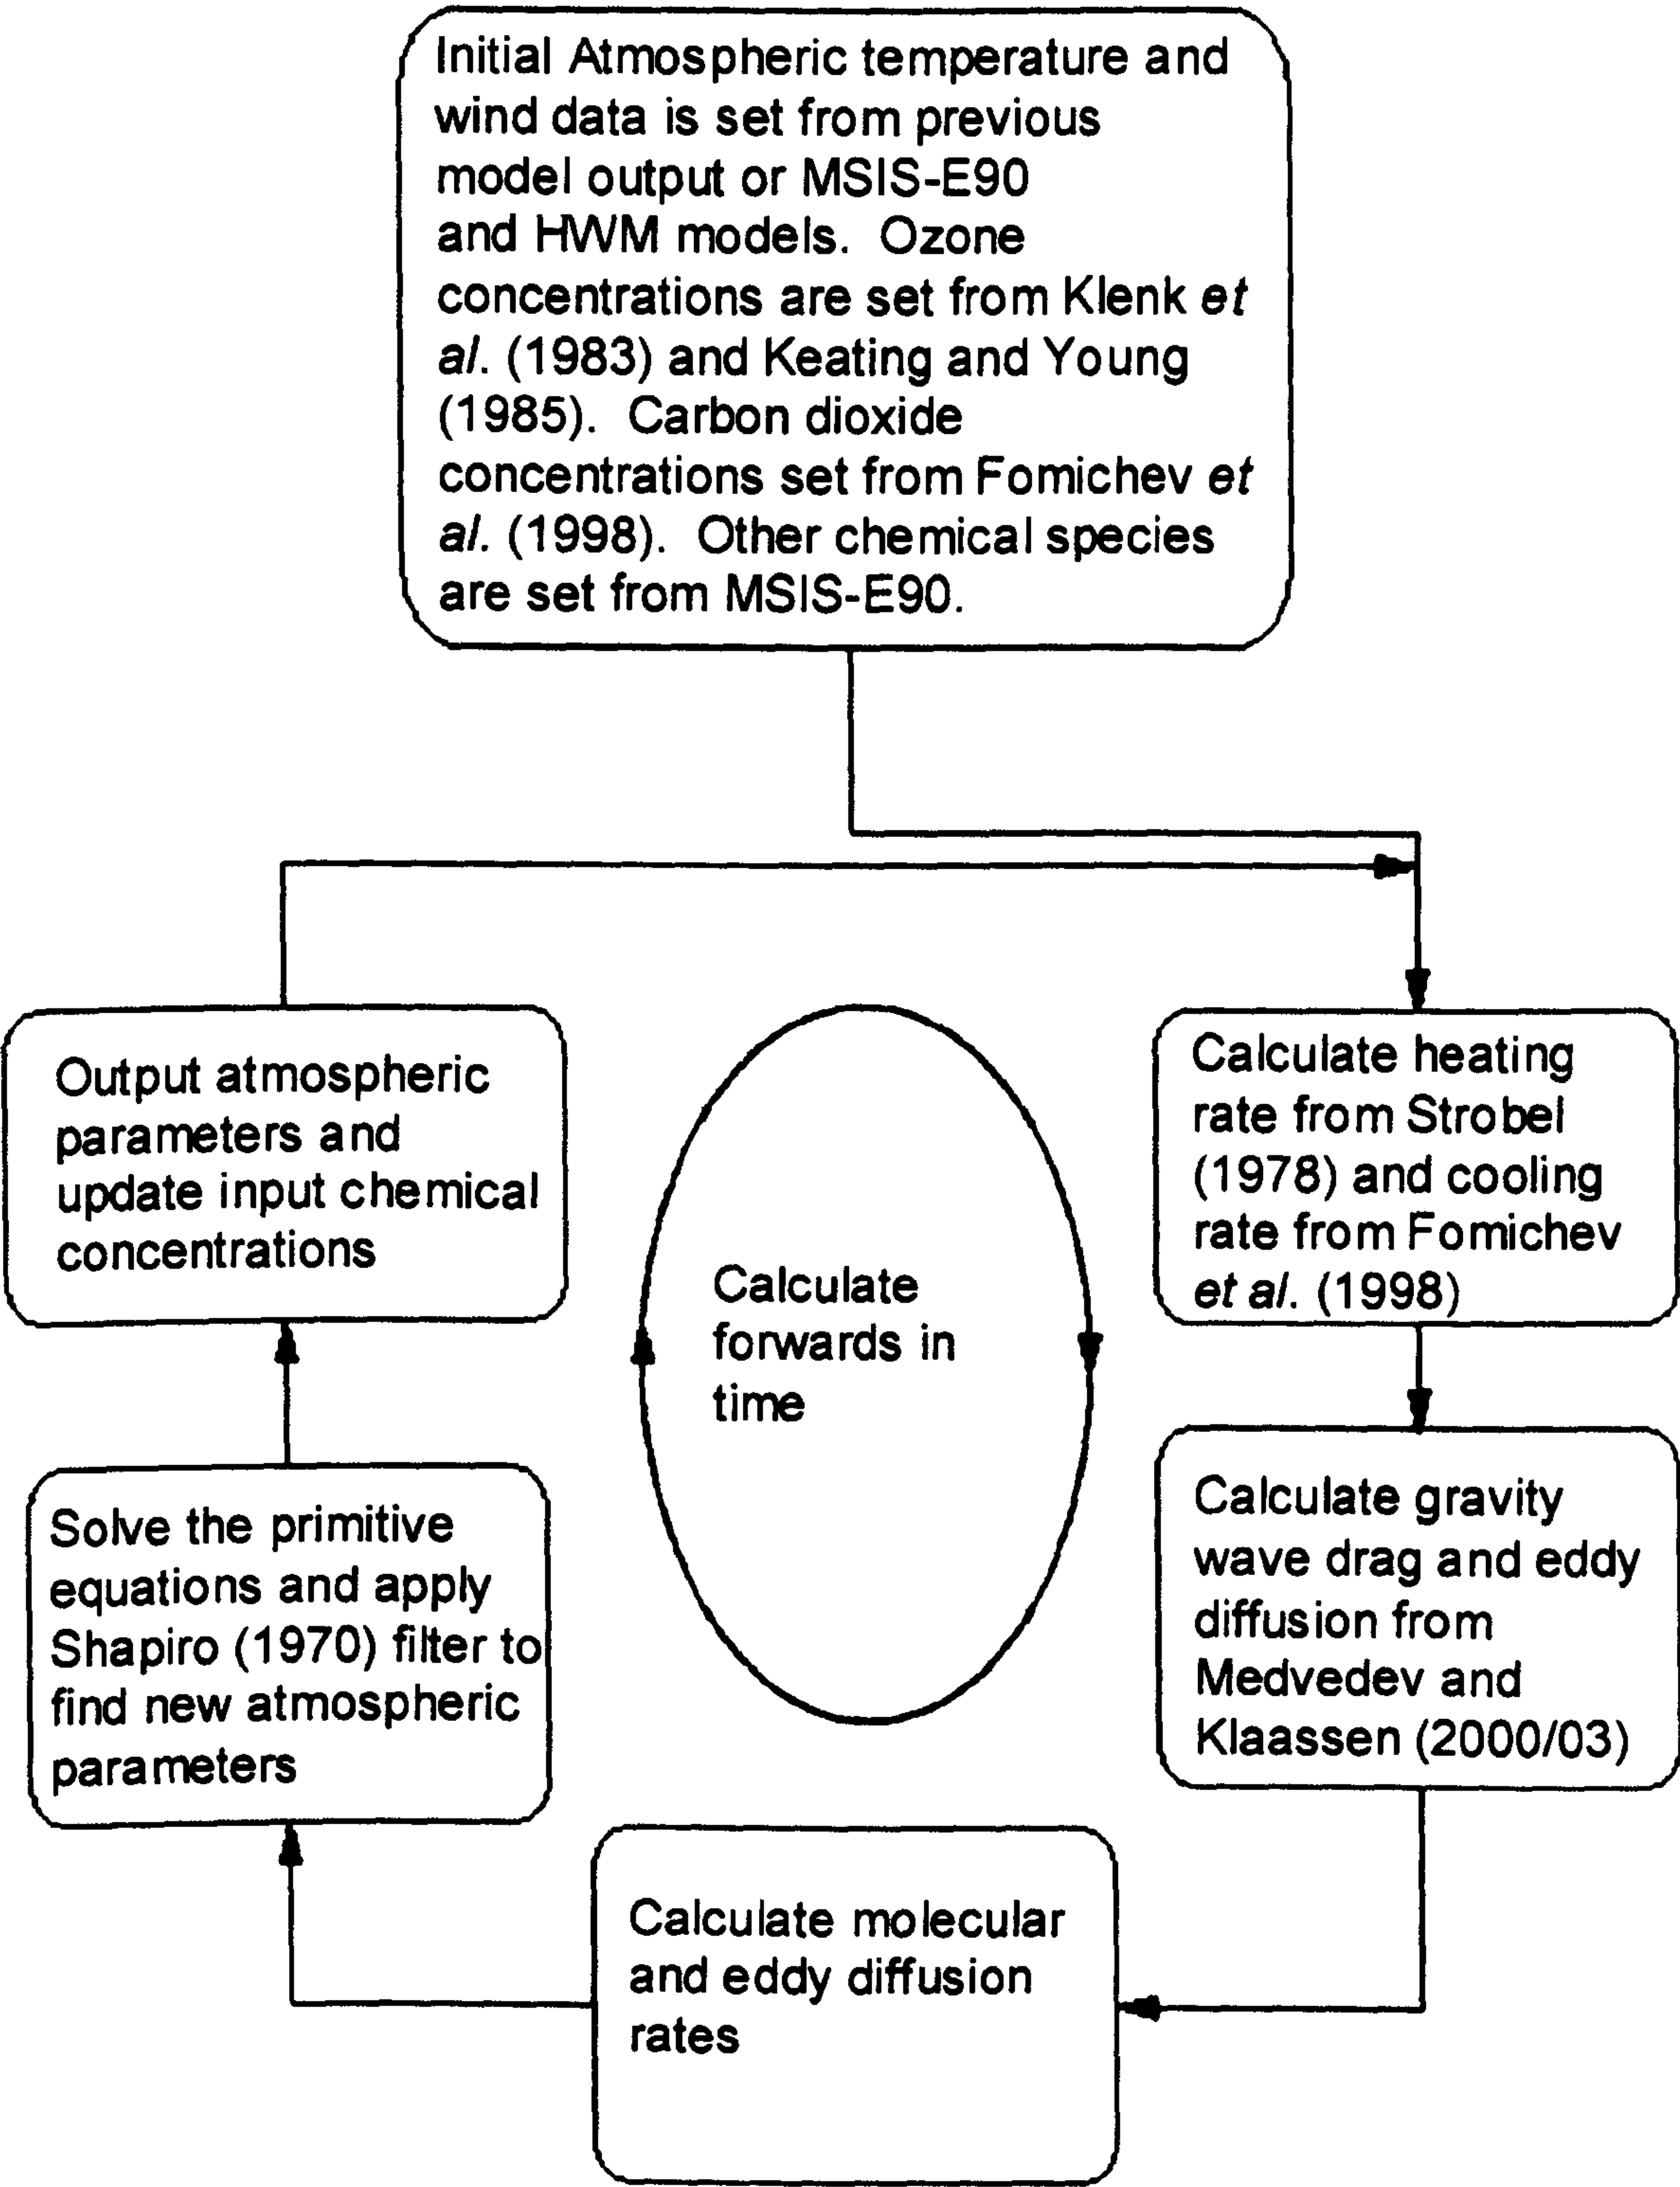 Initial Atmospheric temperature and
wind data is set from previous
model output or MSIS-E90
and HWM models. Ozone
concentrations are set from Klenk et
al. (1983) and Keating and Young
(1985). Carbon dioxide
concentrations set from Fomichev et
al. (1998). Other chemical species
are set from MSIS-E90.
Calculate heating
rate from Strobel
(1978) and cooling
rate from Fomichev
et al. (1998)
Calculate gravity
wave drag and eddy
diffusion from
Medvedev and
Klaassen (2000/03)
Calculate molecular
and eddy diffusion
rates
Solve the primitive
equations and apply
Shapiro (1970) filter to
find new atmospheric
parameters
Output atmospheric
parameters and
update input chemical
concentrations
Calculate
forwards in
time